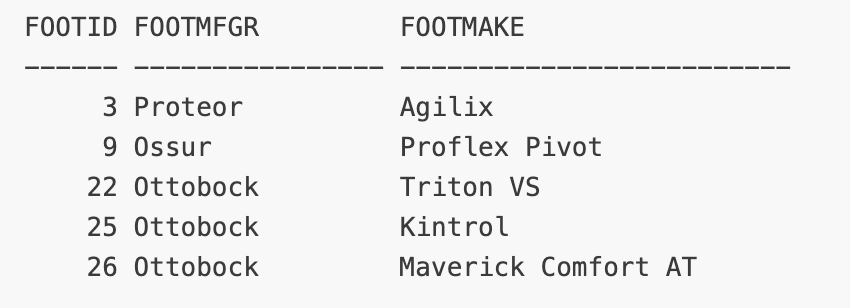 FOOTID FOOTMFGR         FOOTMAKE
------ ---------------- -------------------------
     3 Proteor          Agilix
     9 Ossur            Proflex Pivot
    22 Ottobock         Triton VS
    25 Ottobock         Kintrol
    26 Ottobock         Maverick Comfort AT